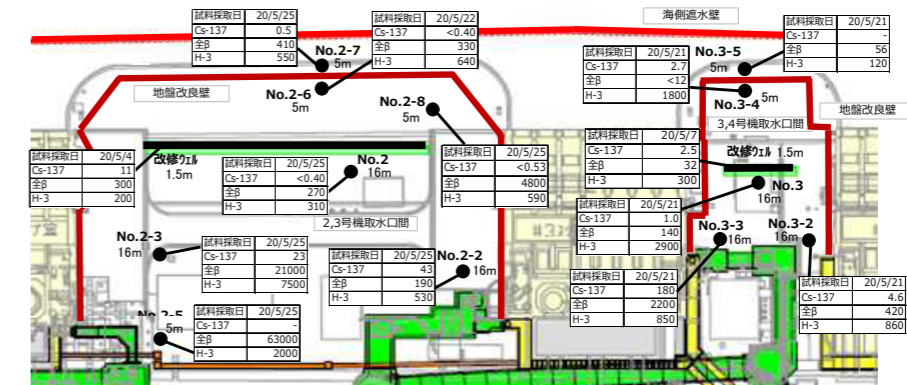 海側遮水壁
試料採取日 20/5/25
Cs-137 0.5
全β 410
H-3 550
試料採取日 20/5/22
Cs-137 <0.40
全β 330
H-3 640
試料採取日 20/5/21
Cs-137 -
全β 56
H-3 120
試料採取日 20/5/21
Cs-137 2.7
全β <12
H-3 1800
No.2-7
5m
No.3-5
5m
地盤改良壁
No.2-6
5m
No.2-8
5m
5m
No.3-4
地盤改良壁
3,4号機取水口間
改修ウェル
1.5m
試料採取日 20/5/4
Cs-137 11
全β 300
H-3 200
試料採取日 20/5/25
Cs-137 <0.40
全β 270
H-3 310
No.2
16m
試料採取日 20/5/25
Cs-137 <0.53
全β 4800
H-3 590
試料採取日 20/5/7
Cs-137 2.5
全β 32
H-3 300
改修ウェル 1.5m
No.3
16m
2,3号機取水口間
試料採取日 20/5/21
Cs-137 1.0
全β 140
H-3 2900
No.2-3
16m
試料採取日 20/5/25
Cs-137 23
全β 21000
H-3 7500
試料採取日 20/5/25
Cs-137 43
全β 190
H-3 530
No.2-2
16m
No.3-3
16m
No.3-2
16m
試料採取日 20/5/21
Cs-137 180
全β 2200
H-3 850
試料採取日 20/5/21
Cs-137 4.6
全β 420
H-3 860
No.2-5
5m
試料採取日 20/5/25
Cs-137 -
全β 63000
H-3 2000